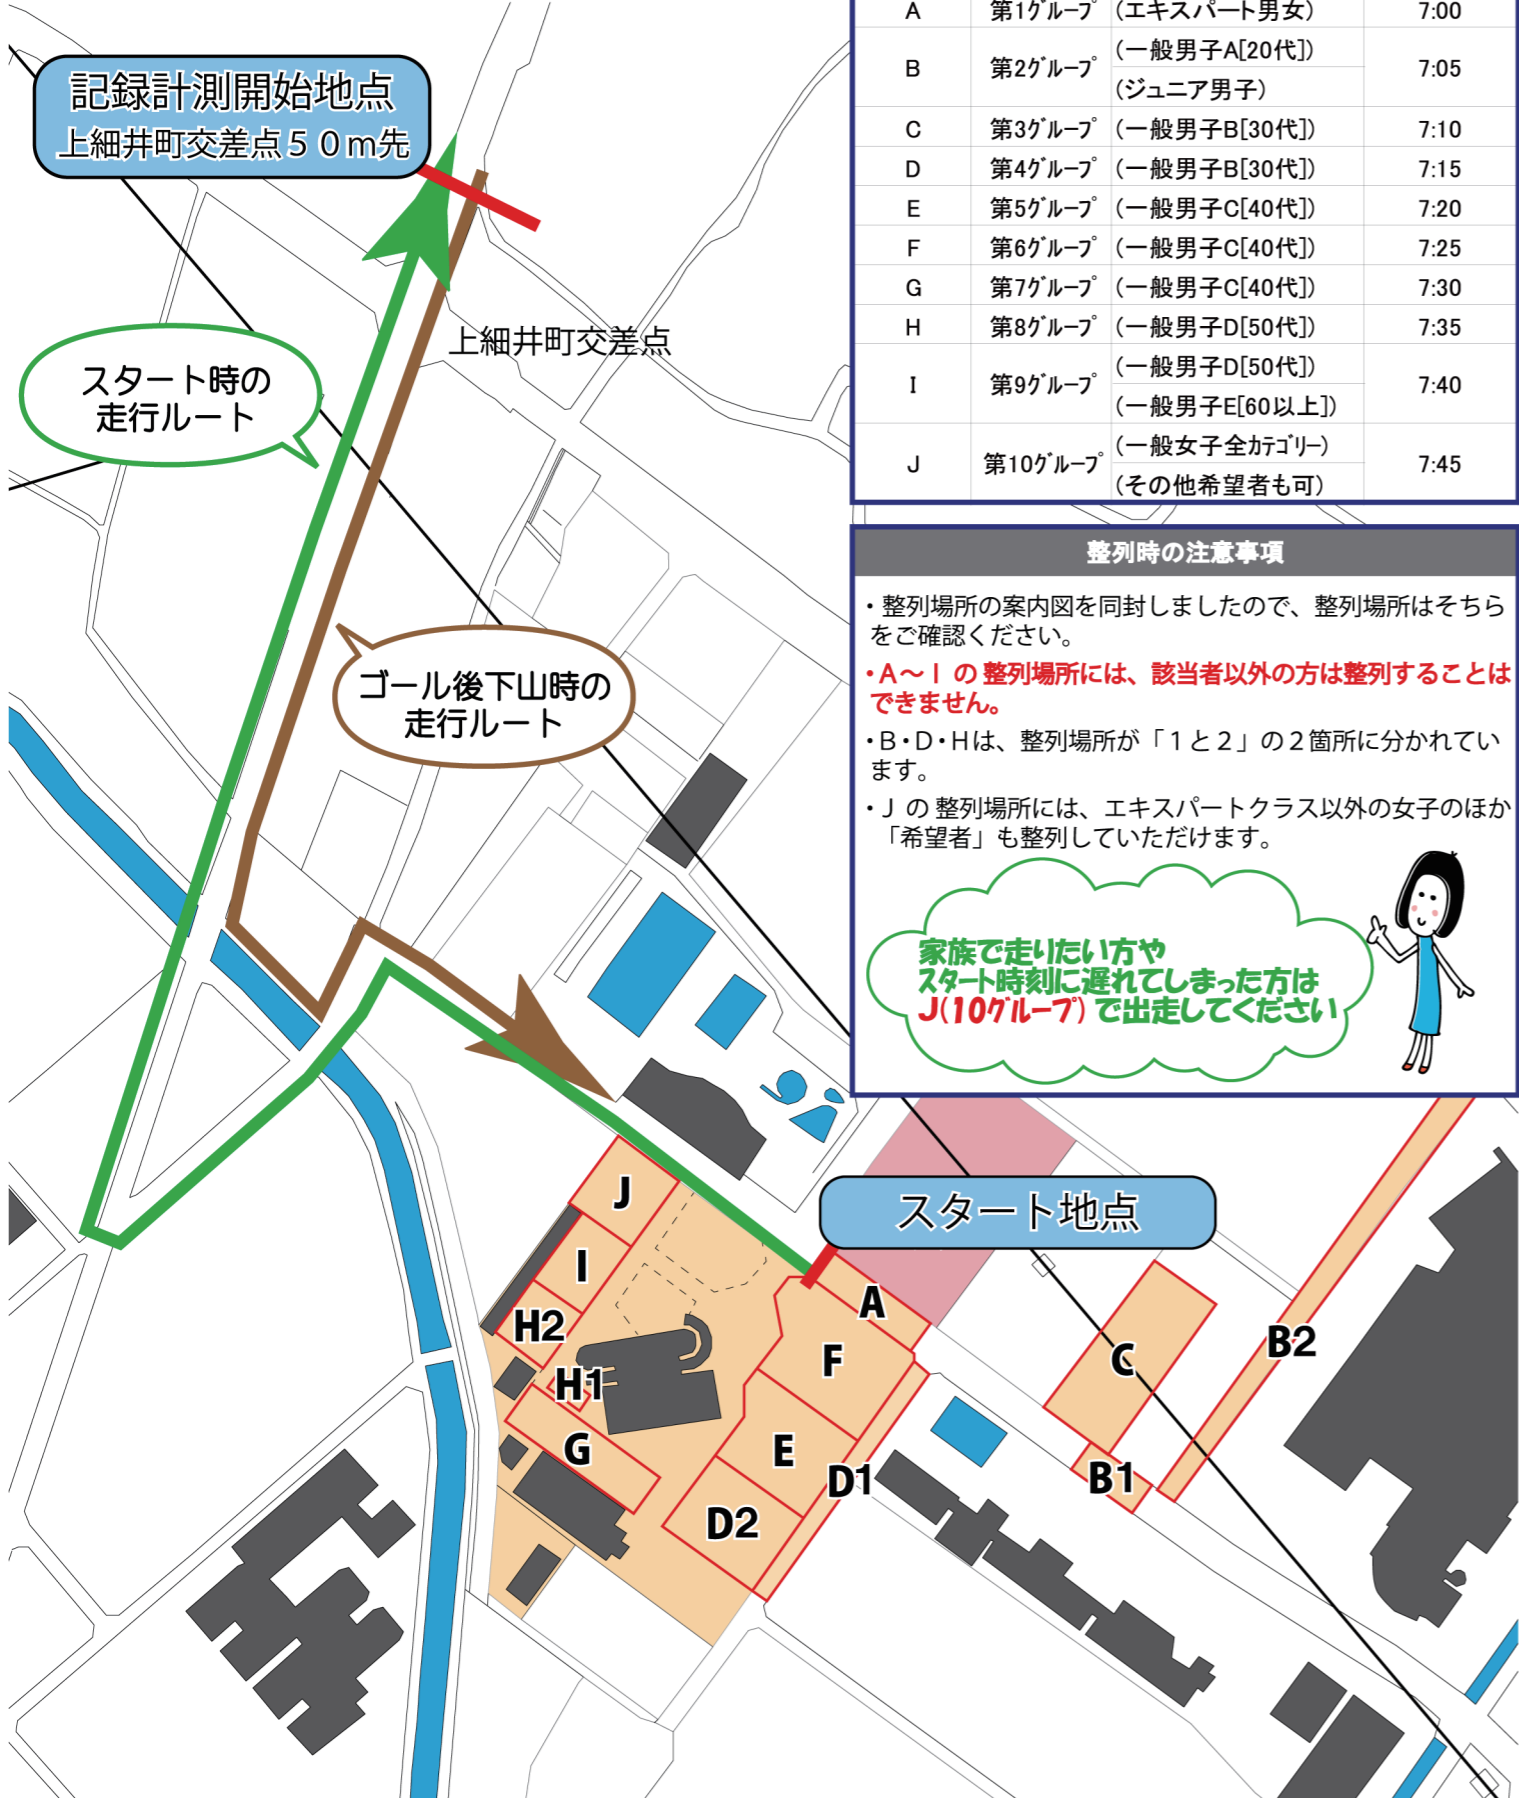 A 第1グループ (エキスパート男女) 7:00
B 第2グループ (一般男子A[20代]) 7:05
(ジュニア男子)
C 第3グループ (一般男子B[30代]) 7:10
D 第4グループ (一般男子B[30代]) 7:15
E 第5グループ (一般男子C[40代]) 7:20
F 第6グループ (一般男子C[40代]) 7:25
G 第7グループ (一般男子C[40代]) 7:30
H 第8グループ (一般男子D[50代]) 7:35
I 第9グループ (一般男子D[50代]) 7:40
(一般男子E[60以上])
J 第10グループ (一般女子全カテゴリー) 7:45
(その他希望者も可)
記録計測開始地点
上細井町交差点５０ｍ先
上細井町交差点
スタート時の
走行ルート
ゴール後下山時の
走行ルート
整列時の注意事項
・整列場所の案内図を同封しましたので、整列場所はそちら
をご確認ください。
・A～I の 整列場所には、該当者以外の方は整列することは
できません。
・B・D・Hは、整列場所が「１と２」の２箇所に分かれてい
ます。
・J の 整列場所には、エキスパートクラス以外の女子のほか
「希望者」も整列していただけます。
家族で走りたい方や
スタート時刻に遅れてしまった方は
J(10グループ)で出走してください
スタート地点
J
I
H2
H1
G
A
F
E
D1
D2
C
B2
B1